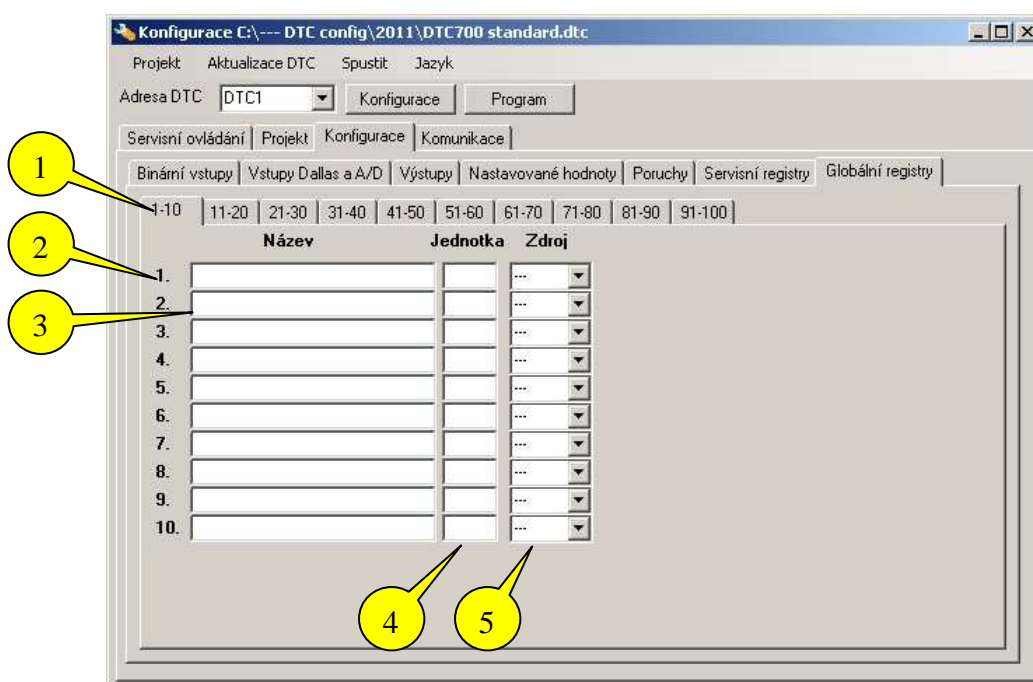 Konfigurace C:\--- DTC config\2011\DTC700 standard.dtc
Projekt Aktualizace DTC Spustit Jazyk
Adresa DTC DTC1 Konfigurace Program
Servisní ovládání Projekt Konfigurace Komunikace
Binární vstupy Vstupy Dallas a A/D Výstupy Nastavované hodnoty Poruchy Servisní registry Globální registry
1
1-10 11-20 21-30 31-40 41-50 51-60 61-70 71-80 81-90 91-100
Název Jednotka Zdroj
2
1. ---
2. ---
3
3. ---
4. ---
5. ---
6. ---
7. ---
8. ---
9. ---
10. ---
4 5